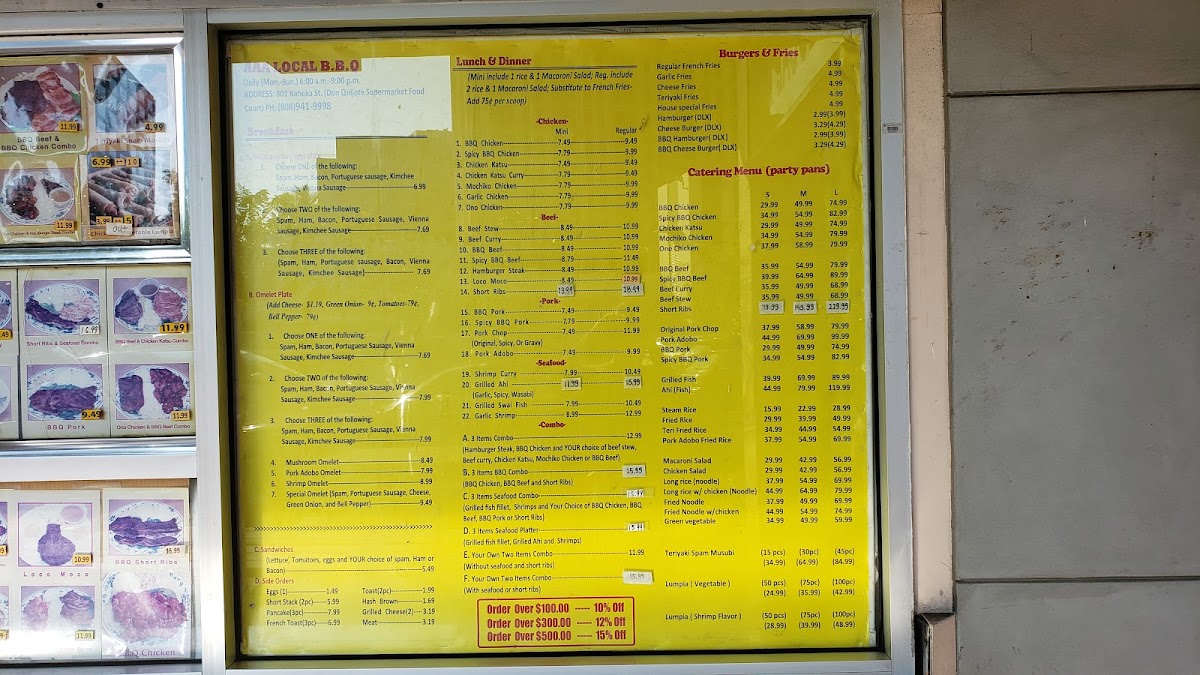 AAA LOCAL B.B.Q
Daily (Mon.-Sun.) 6:00 a.m.-9:00 p.m.
ADDRESS: 801 Kaheka St. (Don Quijote Supermarket Food
Court) PH: (808)941-9998
Breakfast
1. Choose ONE of the following:
Spam, Ham, Bacon, Portuguese sausage, Kimchee
Sausage, Vienna Sausage 6.99
Choose TWO of the following:
Spam, Ham, Bacon, Portuguese Sausage, Vienna
sausage, Kimchee Sausage 7.69
3. Choose THREE of the following:
(Spam, Ham, Portuguese sausage, Bacon, Vienna
Sausage, Kimchee Sausage) 7.69
B. Omelet Plate
(Add Cheese- $1.19, Green Onion- 9¢, Tomatoes-79¢,
Bell Pepper- 79¢)
1. Choose ONE of the following:
Spam, Ham, Bacon, Portuguese Sausage, Vienna
Sausage, Kimchee Sausage 7.69
2. Choose TWO of the following:
Spam, Ham, Bacon, Portuguese Sausage, Vienna
Sausage, Kimchee Sausage 7.99
3. Choose THREE of the following:
Spam, Ham, Bacon, Portuguese Sausage, Vienna
Sausage, Kimchee Sausage 7.99
4. Mushroom Omelet 8.49
5. Pork Adobo Omelet 7.99
6. Shrimp Omelet 8.99
7. Special Omelet (Spam, Portuguese Sausage, Cheese,
Green Onion, and Bell Pepper) 9.49
C. Sandwiches
(Lettuce, Tomatoes, eggs and YOUR choice of spam, Ham or
Bacon) 5.49
D. Side Orders
Eggs (1) 1.49 Toast(2pc) 1.99
Short Stack (2pc) 5.99 Hash Brown 1.69
Pancake(3pc) 7.99 Grilled Cheese(2) 3.19
French Toast(3pc) 6.99 Meat 3.19
Lunch & Dinner
(Mini include 1 rice & 1 Macaroni Salad; Reg. include
2 rice & 1 Macaroni Salad; Substitute to French Fries-
Add 75¢ per scoop)
-Chicken-
Mini Regular
1. BBQ Chicken 7.49 9.49
2. Spicy BBQ Chicken 7.79 9.99
3. Chicken Katsu 7.49 9.49
4. Chicken Katsu Curry 7.79 9.49
5. Mochiko Chicken 7.79 9.99
6. Garlic Chicken 7.79 9.99
7. Ono Chicken 7.79 9.99
-Beef-
8. Beef Stew 8.49 10.99
9. Beef Curry 8.49 10.99
10. BBQ Beef 8.49 10.99
11. Spicy BBQ Beef 8.79 11.49
12. Hamburger Steak 8.49 10.99
13. Loco Moco 8.49 10.99
14. Short Ribs 13.99 18.99
-Pork-
15. BBQ Pork 7.49 9.49
16. Spicy BBQ Pork 7.79 9.99
17. Pork Chop 7.49 11.99
(Original, Spicy, Or Gravy)
18. Pork Adobo 7.49 9.99
-Seafood-
19. Shrimp Curry 7.99 10.49
20. Grilled Ahi 11.99 15.99
(Garlic, Spicy, Wasabi)
21. Grilled Swai Fish 7.99 10.49
22. Garlic Shrimp 8.99 12.99
-Combo-
A. 3 Items Combo 12.99
(Hamburger Steak, BBQ Chicken and YOUR choice of beef stew,
Beef curry, Chicken Katsu, Mochiko Chicken or BBQ Beef)
B. 3 Items BBQ Combo 15.99
(BBQ Chicken, BBQ Beef and Short Ribs)
C. 3 Items Seafood Combo
(Grilled fish fillet, Shrimps and Your Choice of BBQ Chicken, BBQ
Beef, BBQ Pork or Short Ribs)
D. 3 Items Seafood Platter 15.99
(Grilled fish fillet, Grilled Ahi and Shrimps)
E. Your Own Two Items Combo 11.99
(Without seafood and short ribs)
F. Your Own Two Items Combo
(With seafood or short ribs)
Order Over $100.00 ----- 10% Off
Order Over $300.00 ----- 12% Off
Order Over $500.00 ----- 15% Off
Burgers & Fries
Regular French Fries 3.99
Garlic Fries 4.99
Cheese Fries 4.99
Teriyaki Fries 4.99
House special Fries 4.99
Hamburger(DLX) 2.99(3.99)
Cheese Burger (DLX) 3.29(4.29)
BBQ Hamburger( DLX) 2.99(3.99)
BBQ Cheese Burger( DLX) 3.29(4.29)
Catering Menu (party pans)
S M L
BBQ Chicken 29.99 49.99 74.99
Spicy BBQ Chicken 34.99 54.99 82.99
Chicken Katsu 29.99 49.99 74.99
Mochiko Chicken 34.99 54.99 79.99
Ono Chicken 37.99 58.99 79.99
BBQ Beef 35.99 54.99 79.99
Spicy BBQ Beef 39.99 64.99 89.99
Beef Curry 35.99 49.99 68.99
Beef Stew 35.99 49.99 68.99
Short Ribs 219.99
Original Pork Chop 37.99 58.99 79.99
Pork Adobo 44.99 69.99 99.99
BBQ Pork 29.99 49.99 74.99
Spicy BBQ Pork 34.99 54.99 82.99
Grilled Fish 39.99 69.99 89.99
Ahi (Fish) 44.99 79.99 119.99
Steam Rice 15.99 22.99 28.99
Fried Rice 29.99 39.99 49.99
Teri Fried Rice 34.99 44.99 54.99
Pork Adobo Fried Rice 37.99 54.99 69.99
Macaroni Salad 29.99 42.99 56.99
Chicken Salad 29.99 42.99 56.99
Long rice (noodle) 37.99 54.99 69.99
Long rice w/ chicken (Noodle) 44.99 64.99 79.99
Fried Noodle 37.99 49.99 69.99
Fried Noodle w/chicken 44.99 54.99 74.99
Green vegetable 34.99 49.99 59.99
Teriyaki Spam Musubi (15 pcs) (30pc) (45pc)
(34.99) (64.99) (84.99)
Lumpia ( Vegetable ) (50 pcs) (75pc) (100pc)
(24.99) (35.99) (42.99)
Lumpia ( Shrimp Flavor ) (50 pcs) (75pc) (100pc)
(28.99) (39.99) (48.99)
11.99
BBQ Beef &
BBQ Chicken Combo
4.99
6.99
11.99
Short Ribs & Seafood Combo
11.99
BBQ Beef & Chicken Katsu Combo
9.49
BBQ Pork
11.99
Ono Chicken & BBQ Beef Combo
10.99
Loco Moco
18.99
BBQ Short Ribs
11.99
BBQ Chicken